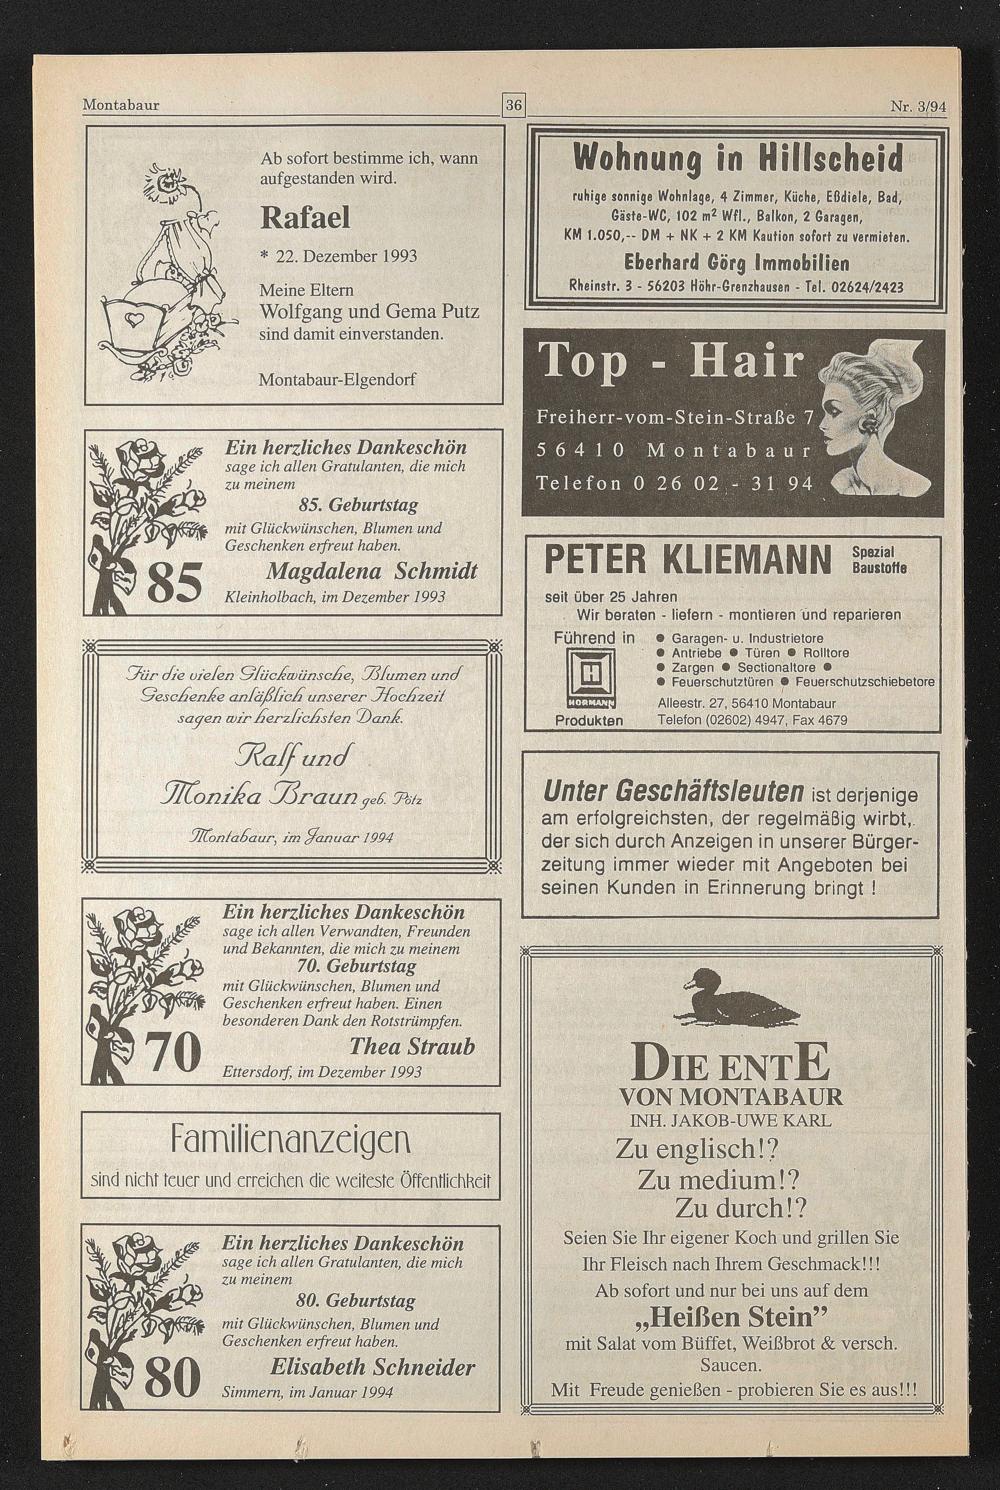 Montabaur
36
Nr. 3/94
Ab sofort bestimme ich, wann
aufgestanden wird.
Rafael
* 22. Dezember 1993
Meine Eltern
Wolfgang und Gema Putz
sind damit einverstanden.
Montabaur-Elgendorf
Ein herzliches Dankeschön
sage ich allen Gratulanten, die mich
zu meinem
85. Geburtstag
mit Glückwünschen, Blumen und
Geschenken erfreut haben.
85
Magdalena Schmidt
Kleinholbach, im Dezember 1993
Für die vielen Glückwünsche, Blumen und
Geschenke anläßlich unserer Hochzeit
sagen wir herzlichsten Dank.
Ralf und
Monika Braun geb. Pötz
Montabaur, im Januar 1994
Ein herzliches Dankeschön
sage ich allen Verwandten, Freunden
und Bekannten, die mich zu meinem
70. Geburtstag
mit Glückwünschen, Blumen und
Geschenken erfreut haben. Einen
besonderen Dank den Rotstrümpfen.
70
Thea Straub
Ettersdorf, im Dezember 1993
Familienanzeigen
sind nicht teuer und erreichen die weiteste Öffentlichkeit
Ein herzliches Dankeschön
sage ich allen Gratulanten, die mich
zu meinem
80. Geburtstag
mit Glückwünschen, Blumen und
Geschenken erfreut haben.
80
Elisabeth Schneider
Simmern, im Januar 1994
Wohnung in Hillscheid
ruhige sonnige Wohnlage, 4 Zimmer, Küche, Eßdiele, Bad,
Gäste-WC, 102 m² Wfl., Balkon, 2 Garagen,
KM 1.050,-- DM + NK + 2 KM Kaution sofort zu vermieten.
Eberhard Görg Immobilien
Rheinstr. 3 - 56203 Höhr-Grenzhausen - Tel. 02624/2423
Top - Hair
Freiherr-vom-Stein-Straße 7
56410 Montabaur
Telefon 0 26 02 - 31 94
PETER KLIEMANN Spezial
Baustoffe
seit über 25 Jahren
Wir beraten - liefern - montieren und reparieren
Führend in
HÖRMANN
Produkten
● Garagen- u. Industrietore
● Antriebe ● Türen ● Rolltore
● Zargen ● Sectionaltore ●
● Feuerschutztüren ● Feuerschutzschiebetore
Alleestr. 27, 56410 Montabaur
Telefon (02602) 4947, Fax 4679
Unter Geschäftsleuten ist derjenige
am erfolgreichsten, der regelmäßig wirbt,
der sich durch Anzeigen in unserer Bürger-
zeitung immer wieder mit Angeboten bei
seinen Kunden in Erinnerung bringt !
DIE ENTE
VON MONTABAUR
INH. JAKOB-UWE KARL
Zu englisch!?
Zu medium!?
Zu durch!?
Seien Sie Ihr eigener Koch und grillen Sie
Ihr Fleisch nach Ihrem Geschmack!!!
Ab sofort und nur bei uns auf dem
„Heißen Stein”
mit Salat vom Büffet, Weißbrot & versch.
Saucen.
Mit Freude genießen - probieren Sie es aus!!!